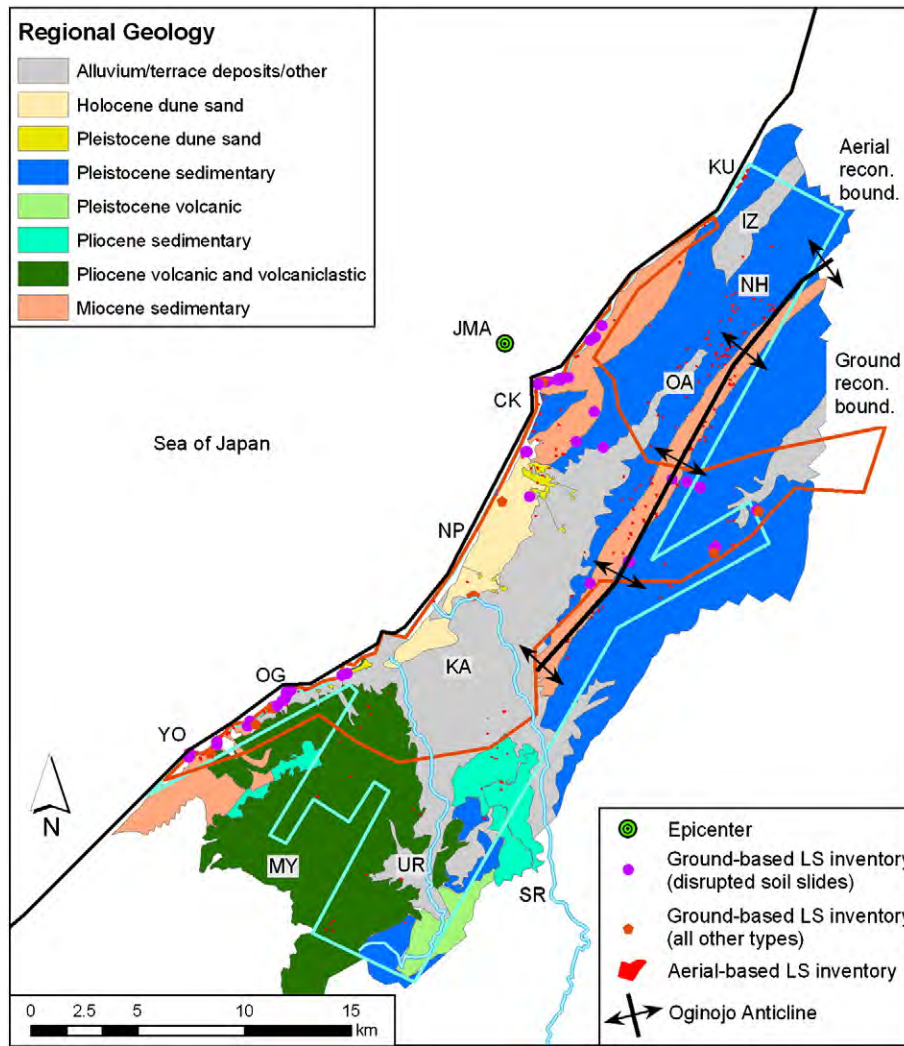 Regional Geology
Alluvium/terrace deposits/other
Holocene dune sand
Pleistocene dune sand
Pleistocene sedimentary
Pleistocene volcanic
Pliocene sedimentary
Pliocene volcanic and volcaniclastic
Miocene sedimentary
KU
Aerial
recon.
bound.
IZ
NH
JMA
Ground
recon.
bound.
OA
CK
Sea of Japan
NP
KA
OG
YO
N
MY
UR
SR
Epicenter
Ground-based LS inventory
(disrupted soil slides)
Ground-based LS inventory
(all other types)
Aerial-based LS inventory
Oginojo Anticline
0 2.5 5 10 15
km